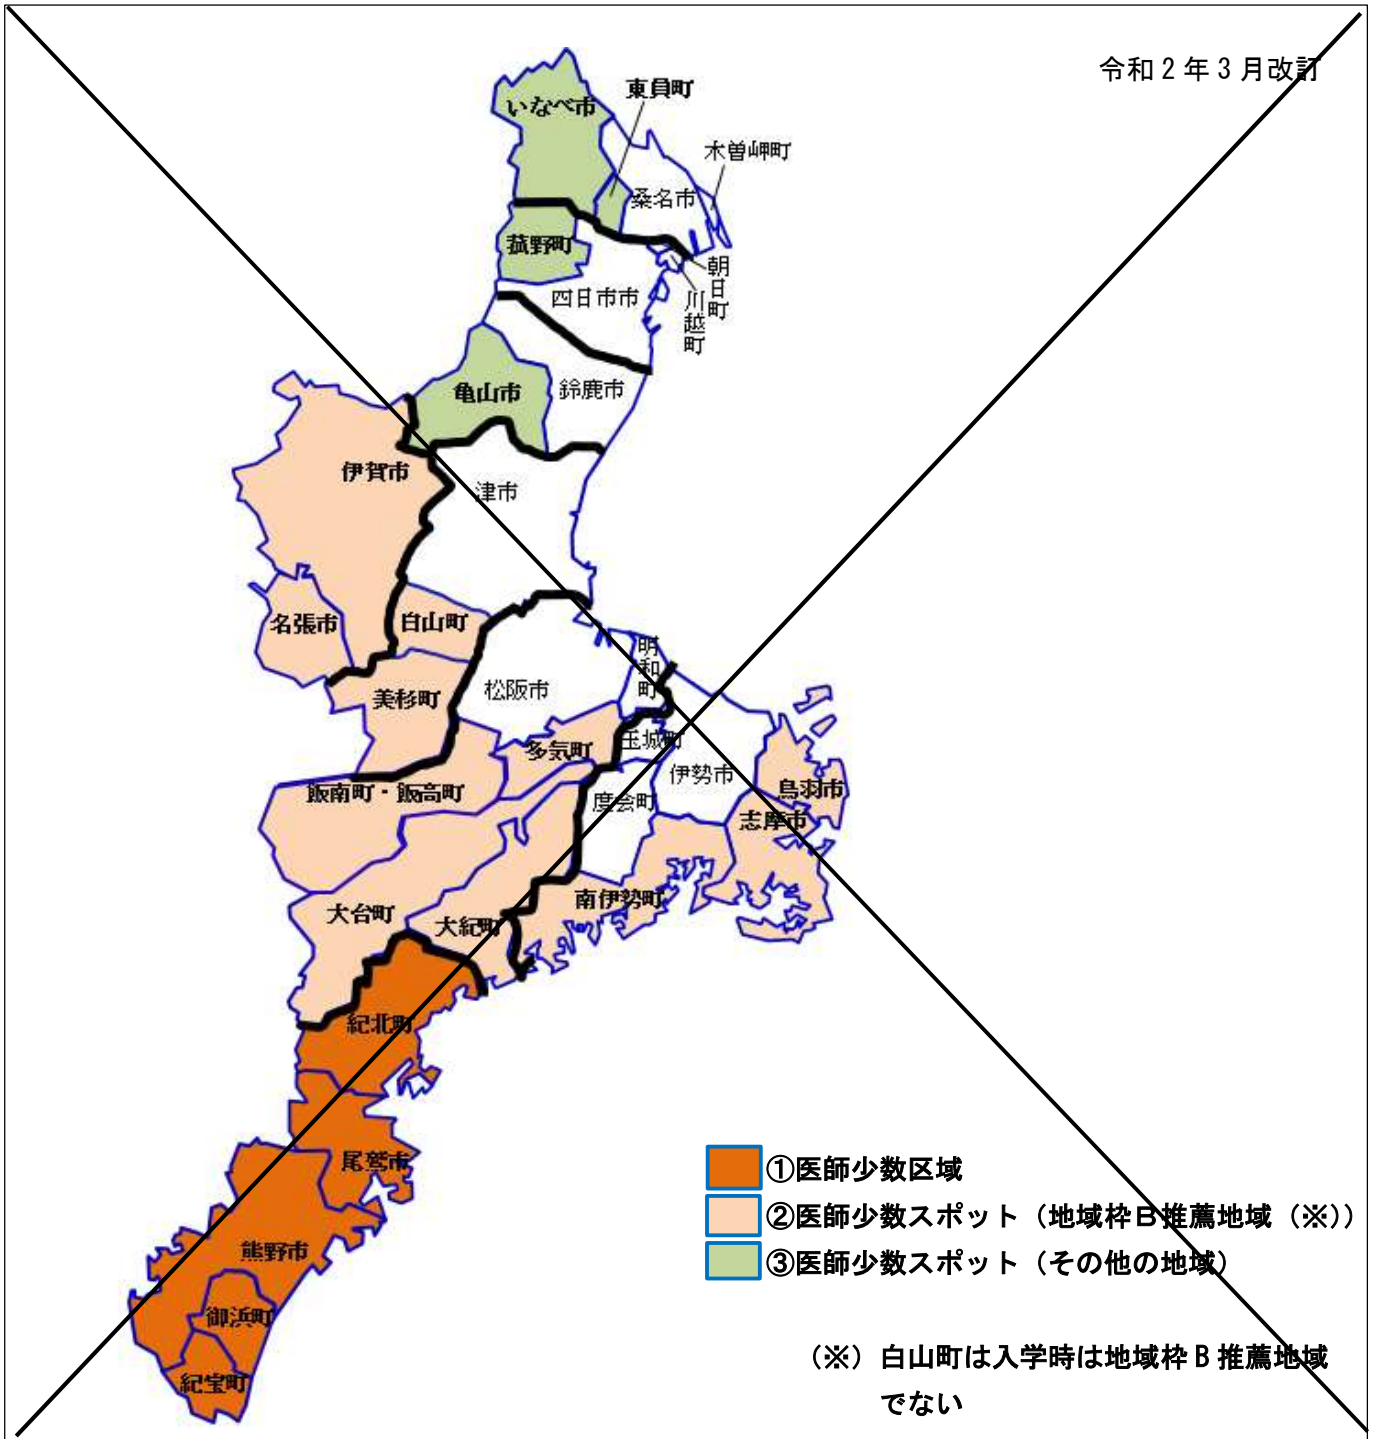 令和２年３月改訂
東員町
いなべ市
木曽岬町
桑名市
菰野町
朝日町
四日市市
川越町
亀山市
鈴鹿市
伊賀市
津市
名張市
白山町
明和町
美杉町
松阪市
多気町
玉城町
伊勢市
飯南町・飯高町
度会町
鳥羽市
志摩市
南伊勢町
大台町
大紀町
紀北町
尾鷲市
①医師少数区域
②医師少数スポット（地域枠Ｂ推薦地域（※））
熊野市
③医師少数スポット（その他の地域）
御浜町
（※）白山町は入学時は地域枠Ｂ推薦地域
紀宝町
でない